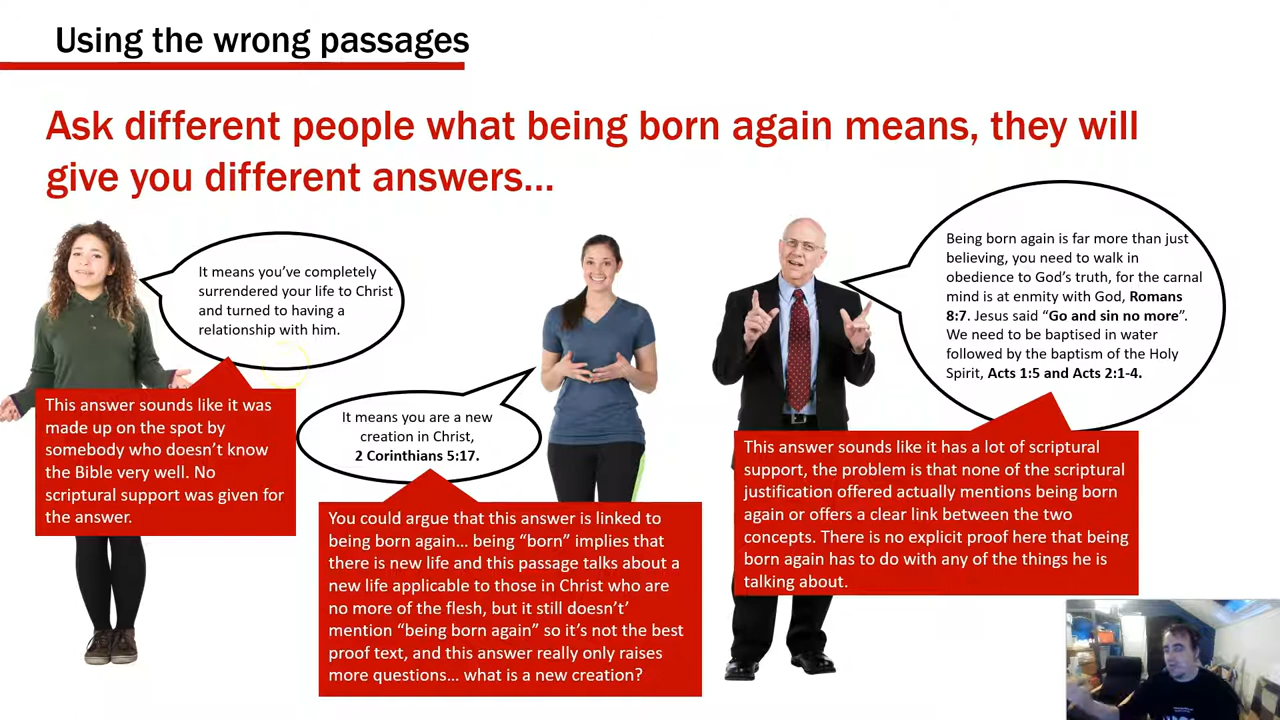 Using the wrong passages
Ask different people what being born again means, they will
give you different answers...
It means you've completely
surrendered your life to Christ
and turned to having a
relationship with him.
This answer sounds like it was
made up on the spot by
somebody who doesn't know
the Bible very well. No
scriptural support was given for
the answer.
It means you are a new
creation in Christ,
2 Corinthians 5:17.
You could argue that this answer is linked to
being born again... being "born" implies that
there is new life and this passage talks about a
new life applicable to those in Christ who are
no more of the flesh, but it still doesn't'
mention "being born again" so it's not the best
proof text, and this answer really only raises
more questions... what is a new creation?
Being born again is far more than just
believing, you need to walk in
obedience to God's truth, for the carnal
mind is at enmity with God, Romans
8:7. Jesus said "Go and sin no more".
We need to be baptised in water
followed by the baptism of the Holy
Spirit, Acts 1:5 and Acts 2:1-4.
This answer sounds like it has a lot of scriptural
support, the problem is that none of the scriptural
justification offered actually mentions being born
again or offers a clear link between the two
concepts. There is no explicit proof here that being
born again has to do with any of the things he is
talking about.